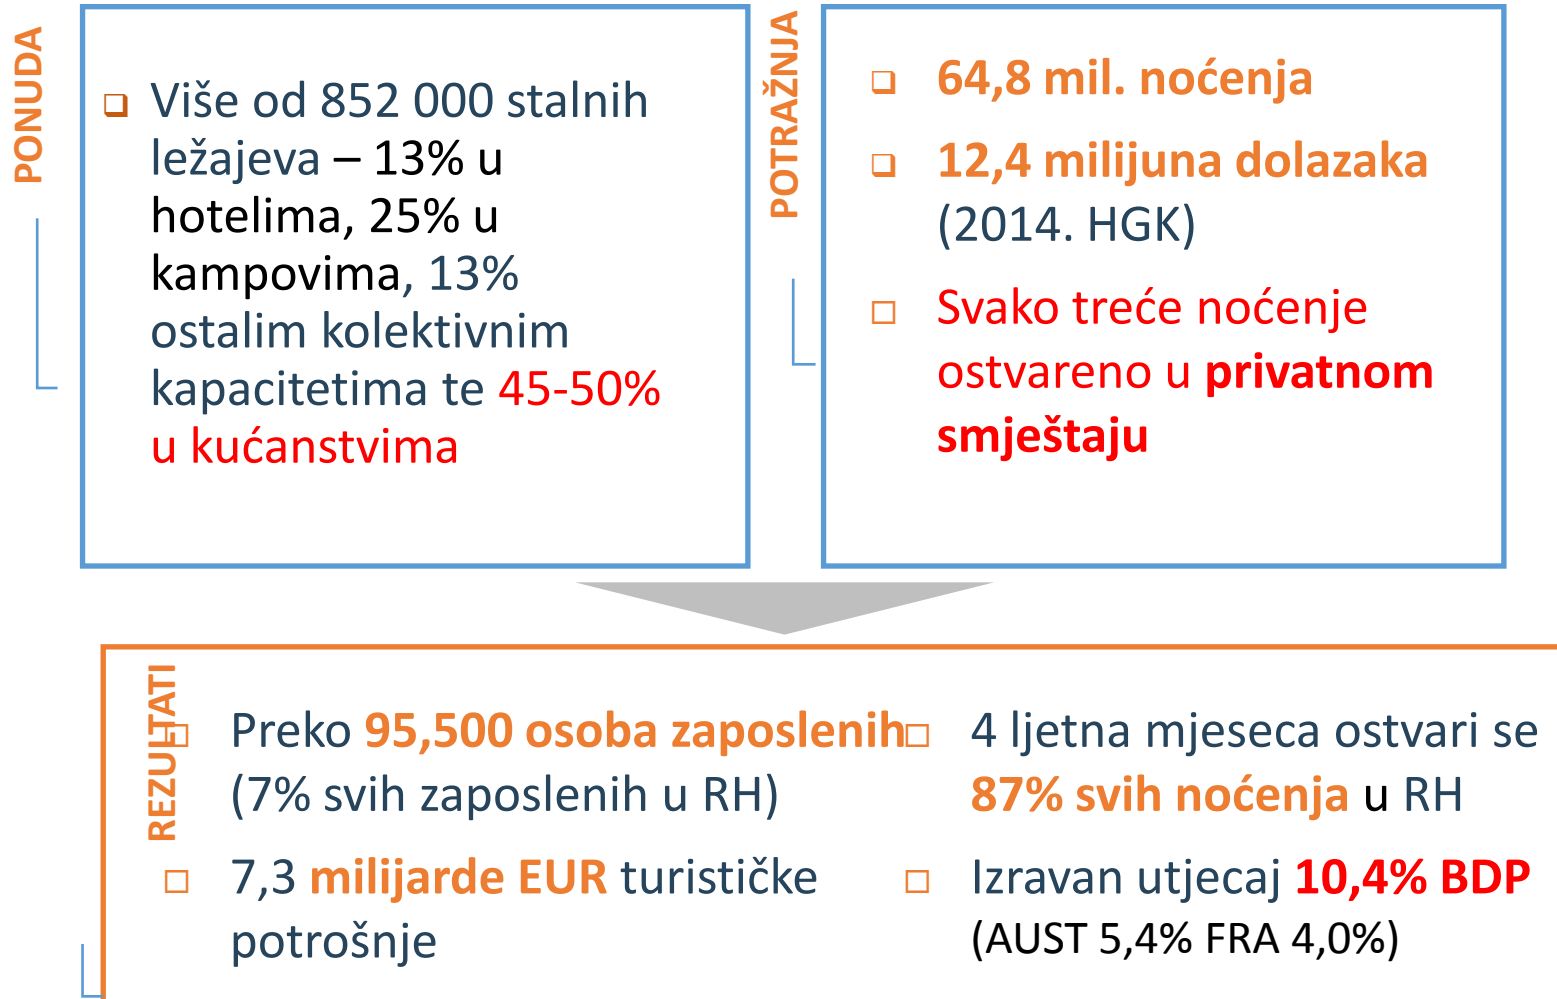 PONUDA
Više od 852 000 stalnih
ležajeva – 13% u
hotelima, 25% u
kampovima, 13%
ostalim kolektivnim
kapacitetima te 45-50%
u kućanstvima
POTRAŽNJA
64,8 mil. noćenja
12,4 milijuna dolazaka
(2014. HGK)
Svako treće noćenje
ostvareno u privatnom
smještaju
REZULTATI
Preko 95,500 osoba zaposlenih
(7% svih zaposlenih u RH)
7,3 milijarde EUR turističke
potrošnje
4 ljetna mjeseca ostvari se
87% svih noćenja u RH
Izravan utjecaj 10,4% BDP
(AUST 5,4% FRA 4,0%)